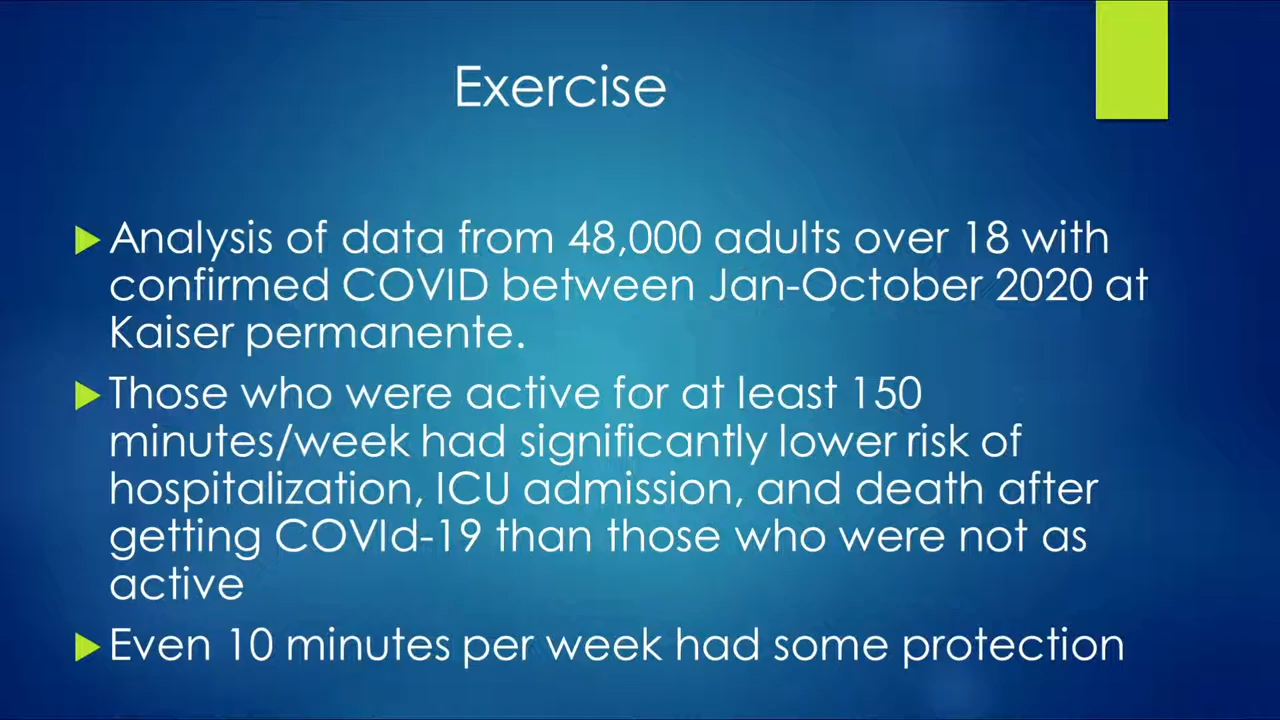 Exercise
Analysis of data from 48,000 adults over 18 with
confirmed COVID between Jan-October 2020 at
Kaiser permanente.
Those who were active for at least 150
minutes/week had significantly lower risk of
hospitalization, ICU admission, and death after
getting COVId-19 than those who were not as
active
Even 10 minutes per week had some protection